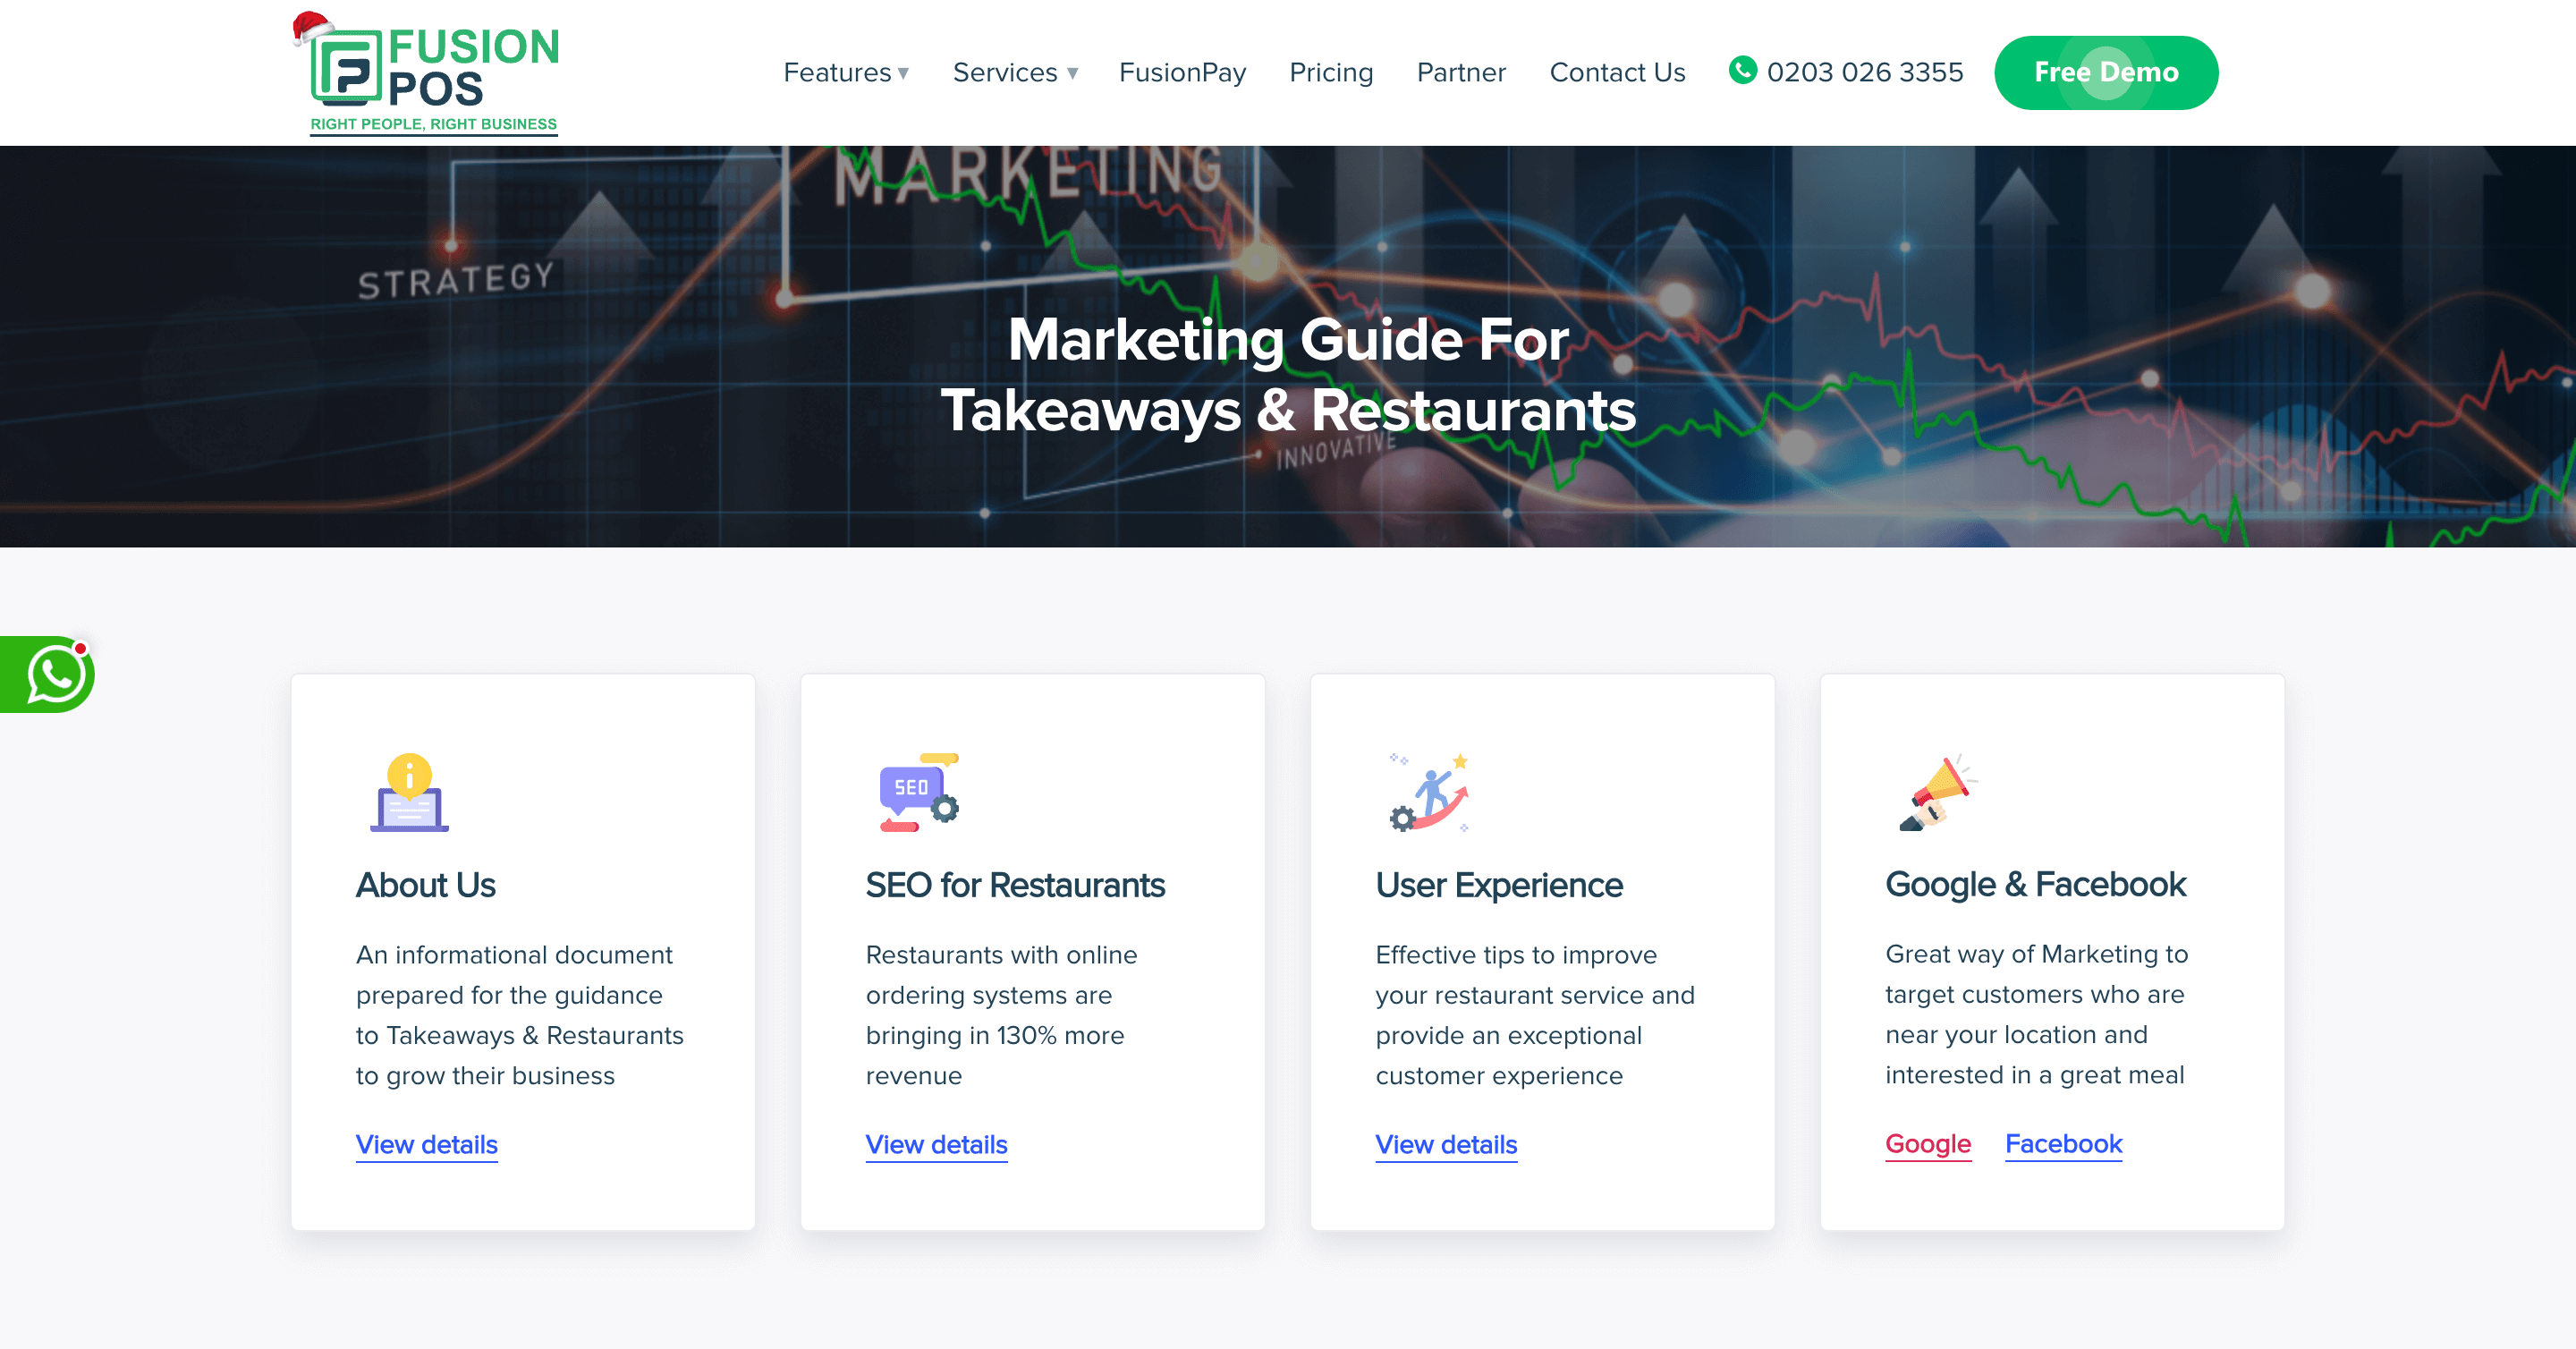 FUSION
POS
RIGHT PEOPLE, RIGHT BUSINESS
Features
Services
FusionPay
Pricing
Partner
Contact Us
0203 026 3355
Free Demo
MARKETING
STRATEGY
Marketing Guide For
Takeaways & Restaurants
INNOVATIVE
About Us
An informational document
prepared for the guidance
to Takeaways & Restaurants
to grow their business
View details
SEO
SEO for Restaurants
Restaurants with online
ordering systems are
bringing in 130% more
revenue
View details
User Experience
Effective tips to improve
your restaurant service and
provide an exceptional
customer experience
View details
Google & Facebook
Great way of Marketing to
target customers who are
near your location and
interested in a great meal
Google Facebook